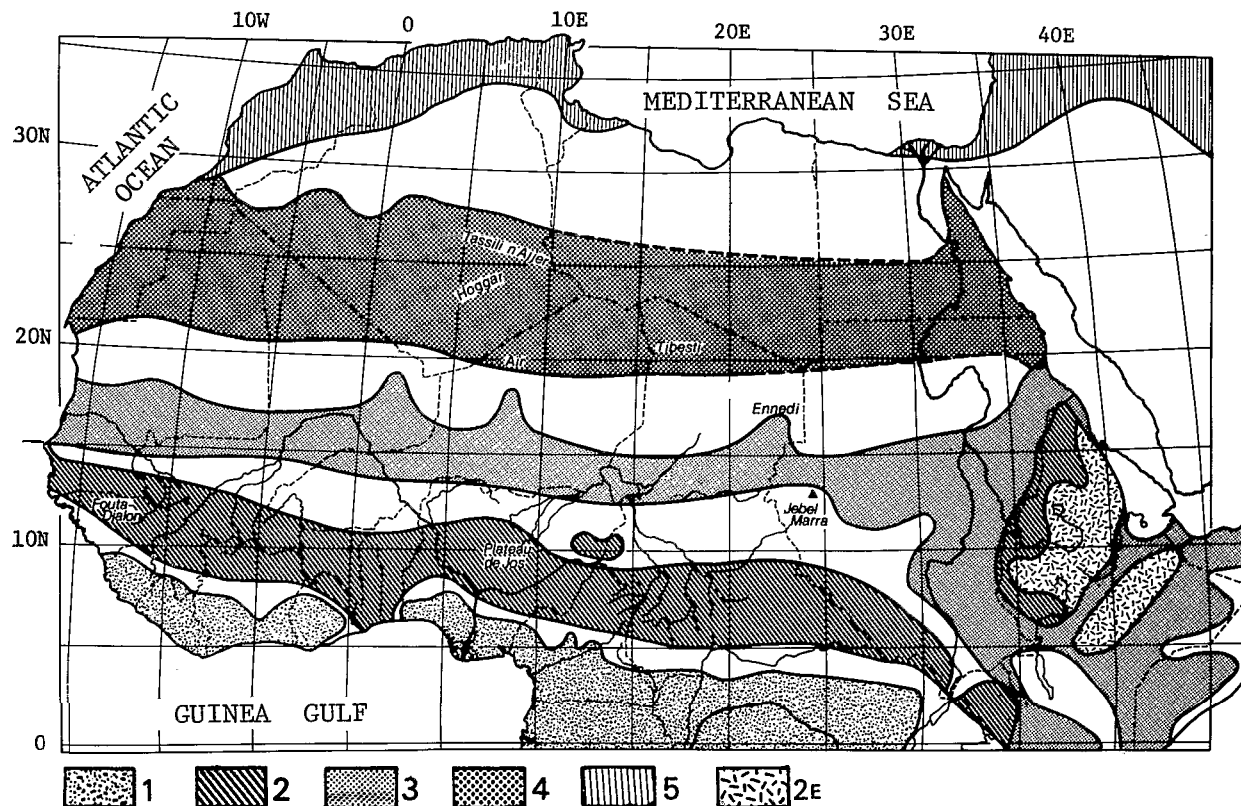 10W 0 10E 20E 30E 40E
MEDITERRANEAN SEA
ATLANTIC
OCEAN
30N
Tassili n'Ajjer
Hoggar
20N
Tibesti
Air
Ennedi
Jebel
Marra
Fouta
Djalon
10N
Plateau
de Jos
GUINEA GULF
0
1 2 3 4 5 2E